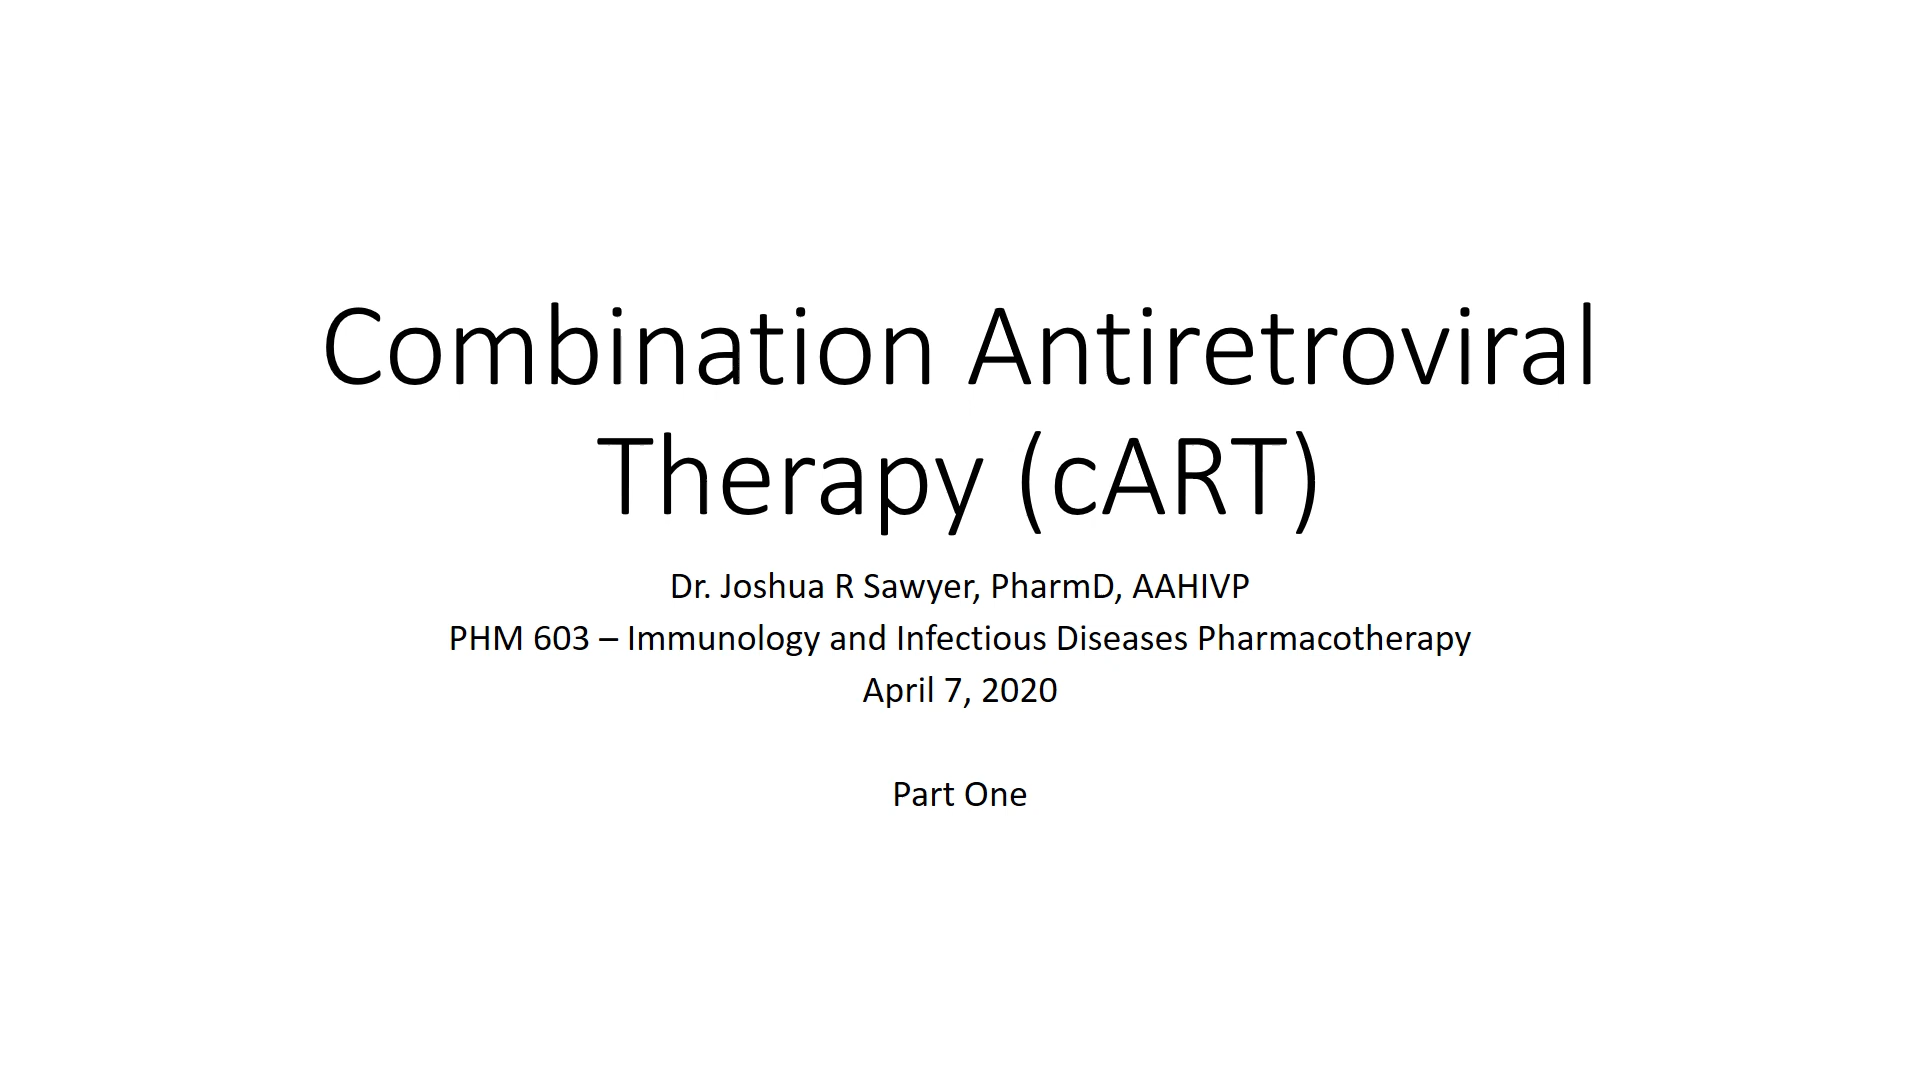 Combination Antiretroviral
Therapy (cART)
Dr. Joshua R Sawyer, PharmD, AAHIVP
PHM 603 – Immunology and Infectious Diseases Pharmacotherapy
April 7, 2020
Part One